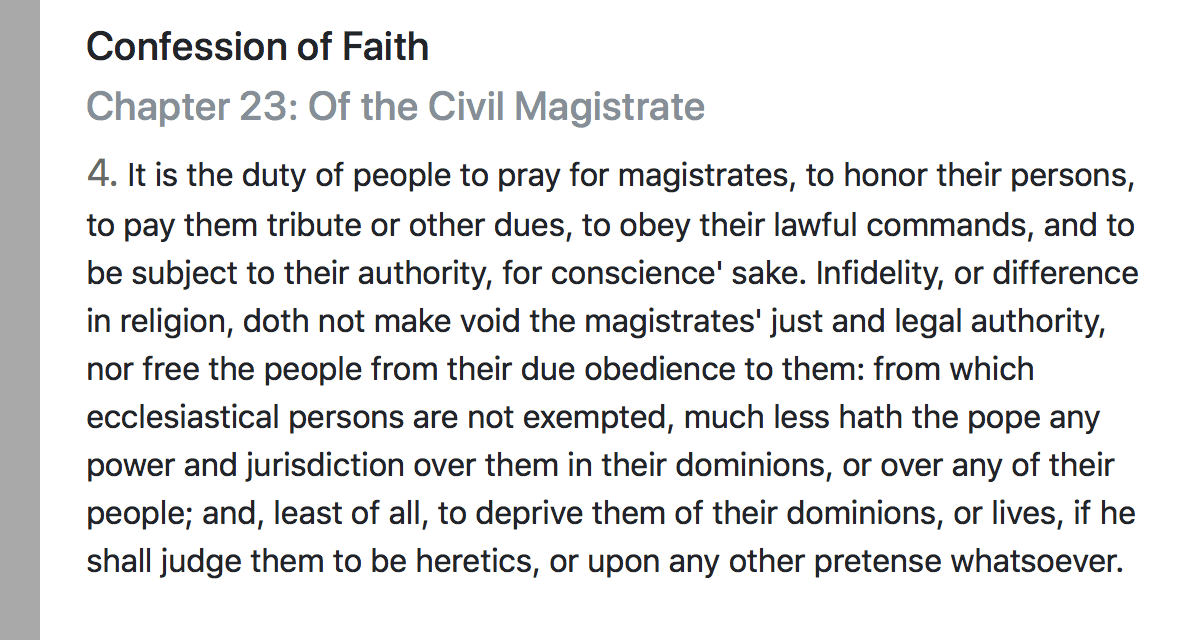 Confession of Faith
Chapter 23: Of the Civil Magistrate
4. It is the duty of people to pray for magistrates, to honor their persons,
to pay them tribute or other dues, to obey their lawful commands, and to
be subject to their authority, for conscience' sake. Infidelity, or difference
in religion, doth not make void the magistrates' just and legal authority,
nor free the people from their due obedience to them: from which
ecclesiastical persons are not exempted, much less hath the pope any
power and jurisdiction over them in their dominions, or over any of their
people; and, least of all, to deprive them of their dominions, or lives, if he
shall judge them to be heretics, or upon any other pretense whatsoever.